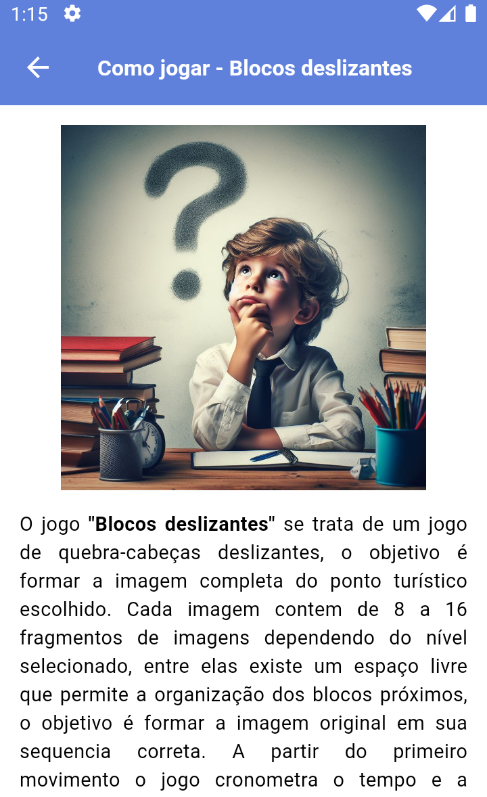 1:15
Como jogar - Blocos deslizantes
?
O jogo "Blocos deslizantes" se trata de um jogo
de quebra-cabeças deslizantes, o objetivo é
formar a imagem completa do ponto turístico
escolhido. Cada imagem contem de 8 a 16
fragmentos de imagens dependendo do nível
selecionado, entre elas existe um espaço livre
que permite a organização dos blocos próximos,
o objetivo é formar a imagem original em sua
sequencia correta. A partir do primeiro
movimento o jogo cronometra o tempo e a